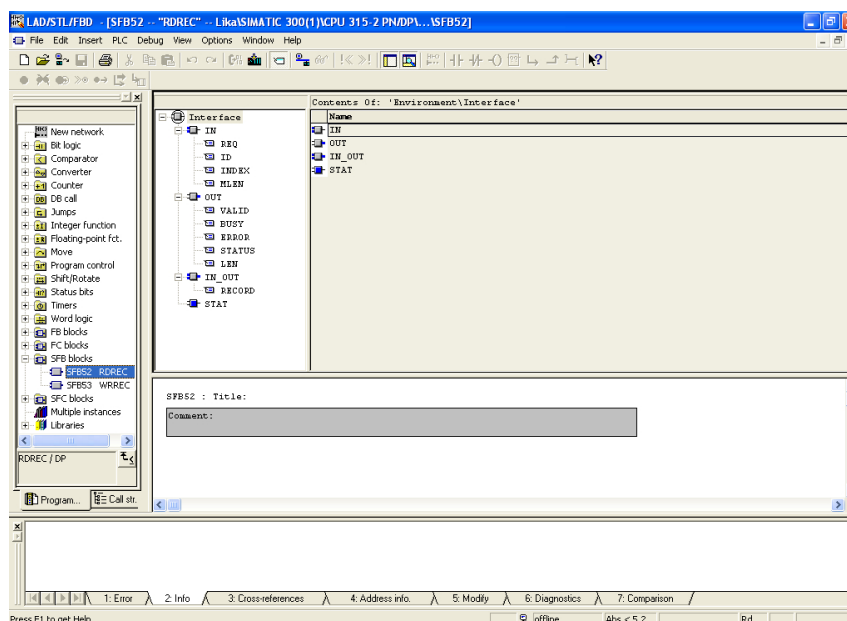 LAD/STL/FBD - [SFB52 -- "RDREC" -- Lika\SIMATIC 300(1)\CPU 315-2 PN/DP\...\SFB52]
File Edit Insert PLC Debug View Options Window Help
New network
Bit logic
Comparator
Converter
Counter
DB call
Jumps
Integer function
Floating-point fct.
Move
Program control
Shift/Rotate
Status bits
Timers
Word logic
FB blocks
FC blocks
SFB blocks
SFB52 RDREC
SFB53 WRREC
SFC blocks
Multiple instances
Libraries
RDREC / DP
Program...
Call str.
Interface
IN
REQ
ID
INDEX
MLEN
OUT
VALID
BUSY
ERROR
STATUS
LEN
IN_OUT
RECORD
STAT
Contents Of: 'Environment\Interface'
Name
IN
OUT
IN_OUT
STAT
SFB52 : Title:
Comment:
1: Error 2: Info 3: Cross-references 4: Address info. 5: Modify 6: Diagnostics 7: Comparison
Press F1 to get Help. offline Abs < 5.2 Rd